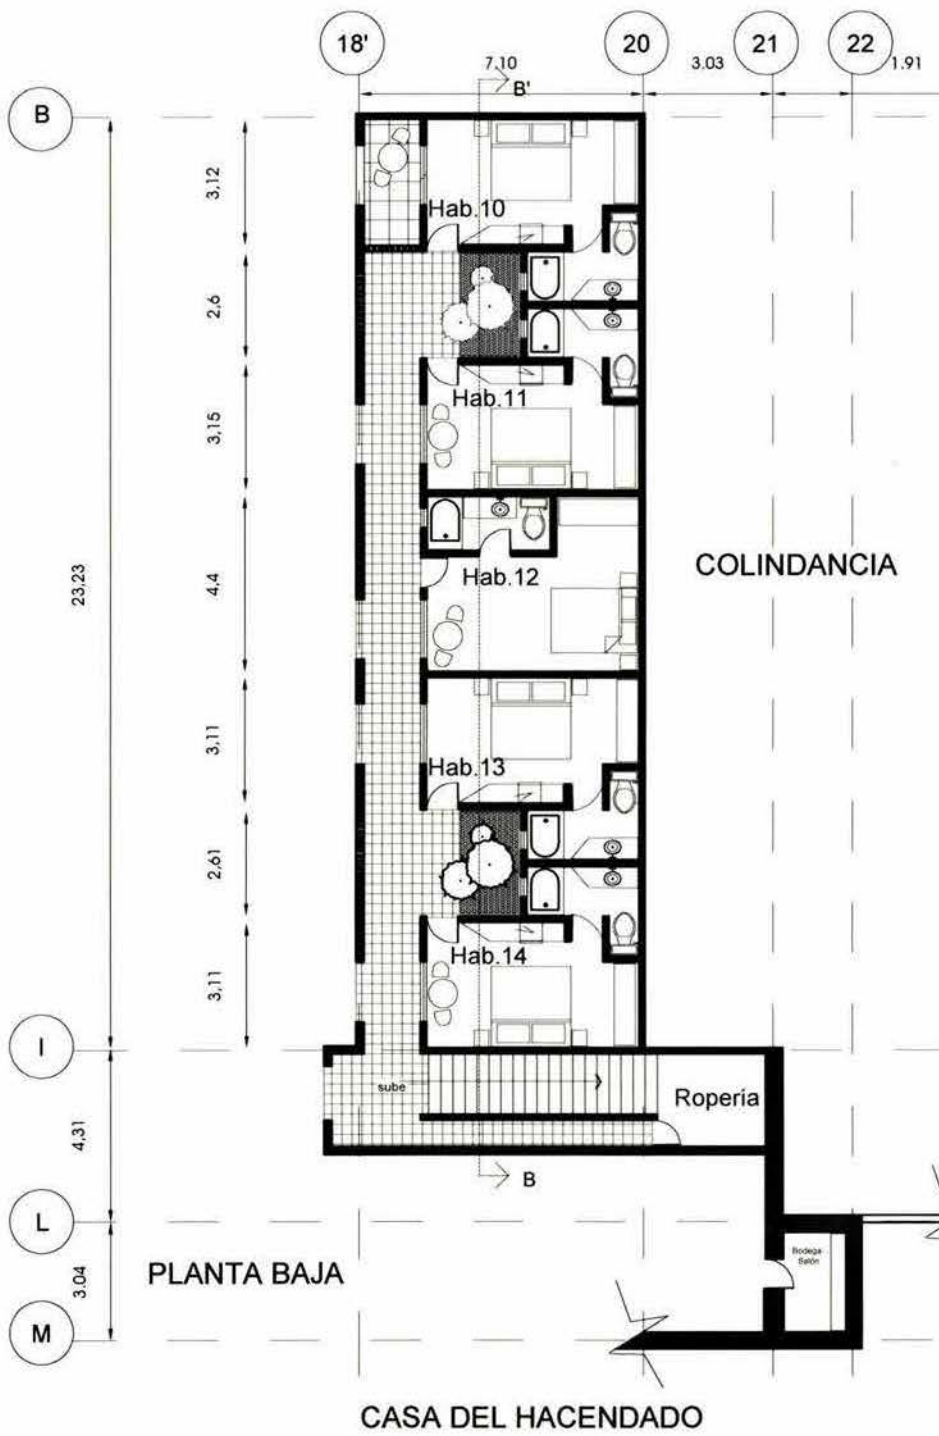 18'
20
21
22
7.10
3.03
1.91
B'
B
3,12
Hab.10
2,6
3,15
Hab.11
23,23
4,4
Hab.12
COLINDANCIA
3,11
Hab.13
2,61
Hab.14
3,11
I
sube
Ropería
4,31
B
L
Bodega
Salón
3.04
PLANTA BAJA
M
CASA DEL HACENDADO